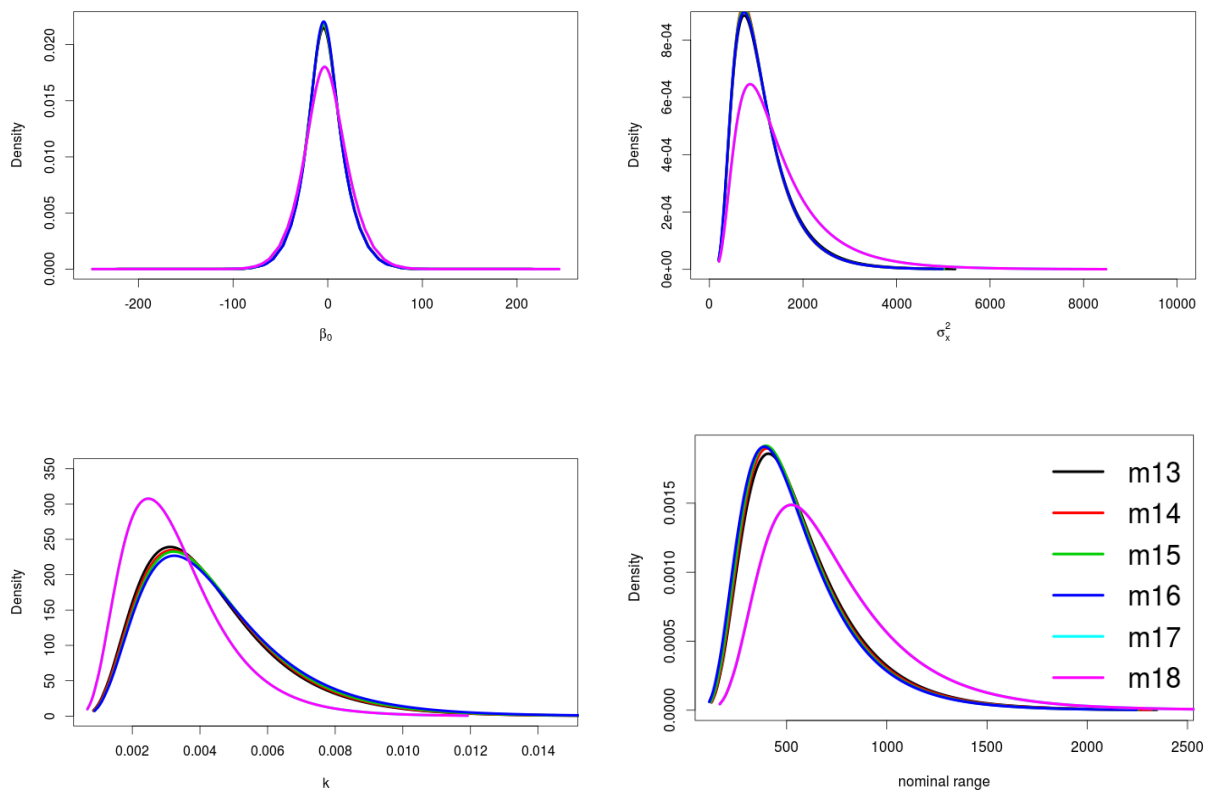 Density
0.020
0.015
0.010
0.005
0.000
-200 -100 0 100 200
β0
Density
8e-04
6e-04
4e-04
2e-04
0e+00
0 2000 4000 6000 8000 10000
σx2
Density
350
300
250
200
150
100
50
0
0.002 0.004 0.006 0.008 0.010 0.012 0.014
k
Density
0.0015
0.0010
0.0005
0.0000
500 1000 1500 2000 2500
nominal range
m13
m14
m15
m16
m17
m18